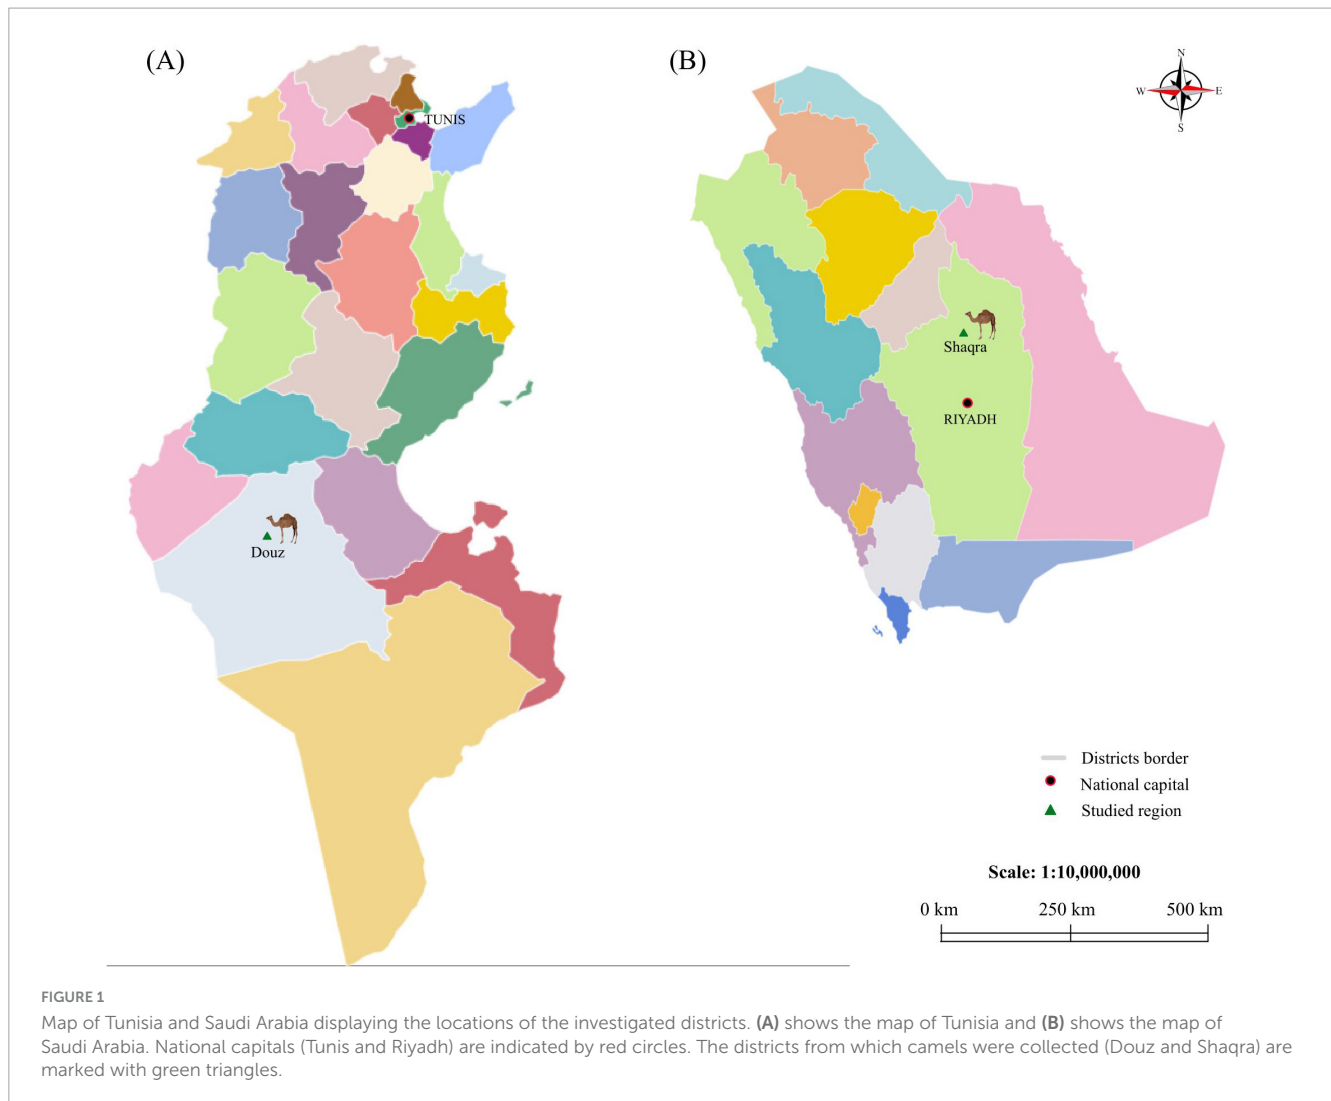 (A)
(B)
N
W
E
S
TUNIS
Shaqra
RIYADH
Douz
Districts border
National capital
Studied region
Scale: 1:10,000,000
0 km 250 km 500 km
FIGURE 1
Map of Tunisia and Saudi Arabia displaying the locations of the investigated districts. (A) shows the map of Tunisia and (B) shows the map of
Saudi Arabia. National capitals (Tunis and Riyadh) are indicated by red circles. The districts from which camels were collected (Douz and Shaqra) are
marked with green triangles.